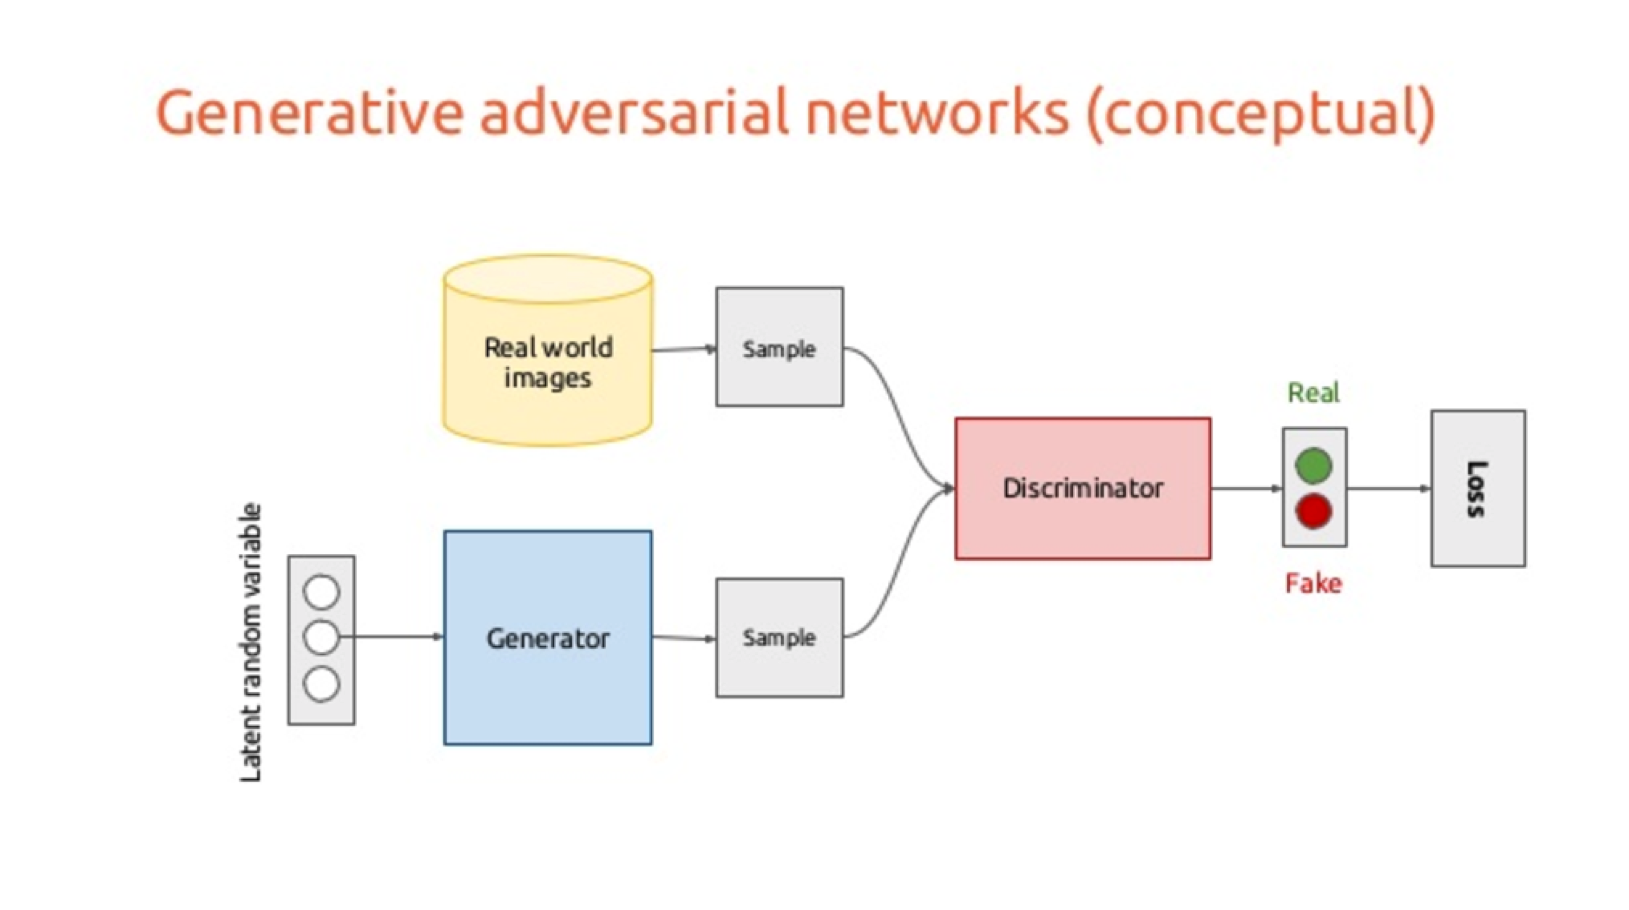 Generative adversarial networks (conceptual)
Real world
images
Sample
Latent random variable
Generator
Sample
Discriminator
Real
Fake
Loss